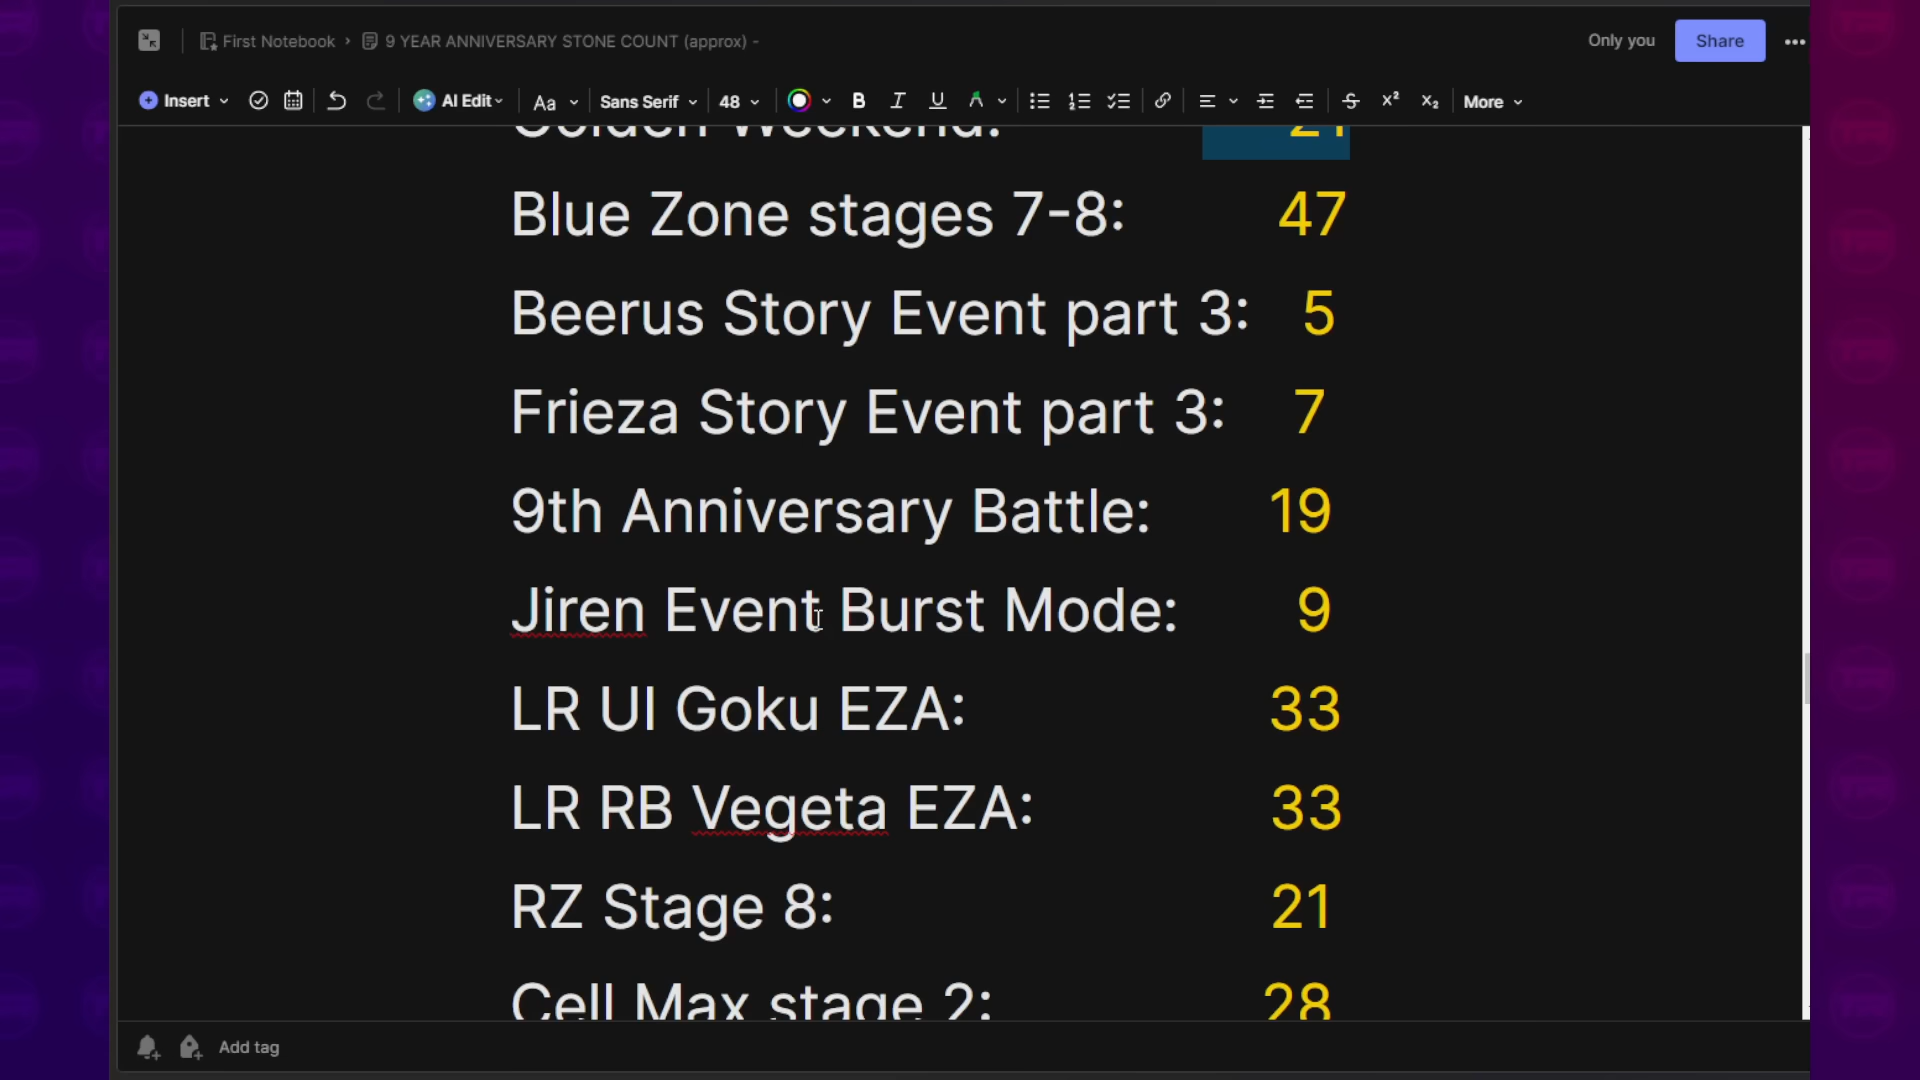 First Notebook › 9 YEAR ANNIVERSARY STONE COUNT (approx) -
Only you
Share
Insert
AI Edit
Aa
Sans Serif
48
B I U
More
Golden Weekend: 21
Blue Zone stages 7-8: 47
Beerus Story Event part 3: 5
Frieza Story Event part 3: 7
9th Anniversary Battle: 19
Jiren Event Burst Mode: 9
LR UI Goku EZA: 33
LR RB Vegeta EZA: 33
RZ Stage 8: 21
Cell Max stage 2: 28
Add tag